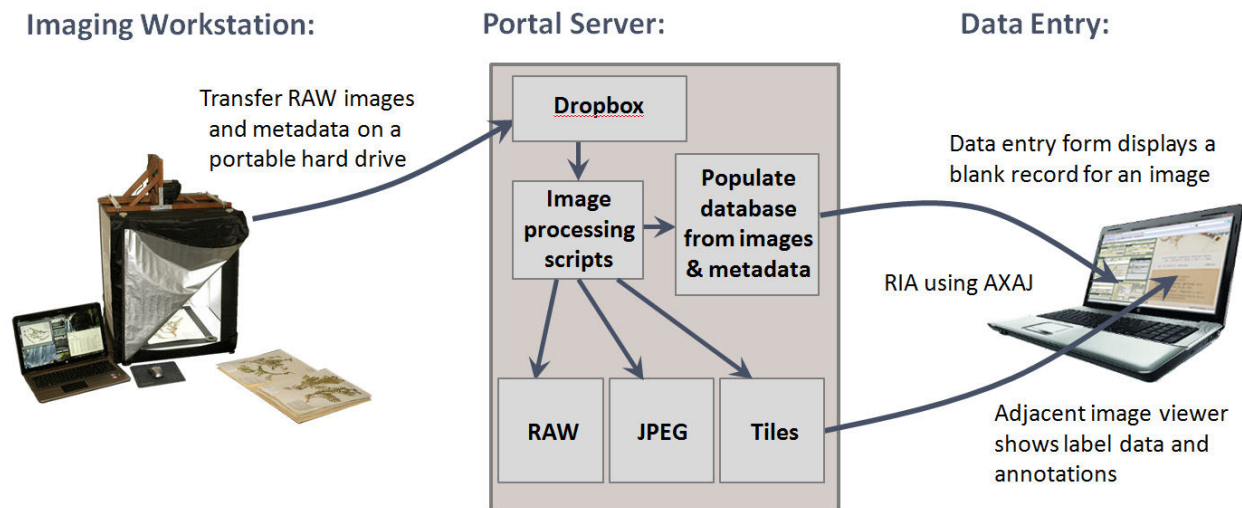 Imaging Workstation:
Portal Server:
Data Entry:
Transfer RAW images
and metadata on a
portable hard drive
Dropbox
Image
processing
scripts
Populate
database
from images
& metadata
RAW
JPEG
Tiles
Data entry form displays a
blank record for an image
RIA using AXAJ
Adjacent image viewer
shows label data and
annotations